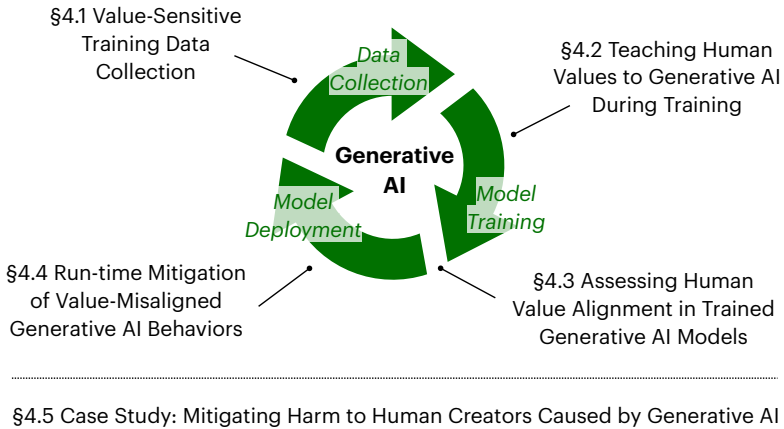 §4.1 Value-Sensitive
Training Data
Collection
Data
Collection
§4.2 Teaching Human
Values to Generative AI
During Training
Generative
AI
Model
Training
Model
Deployment
§4.4 Run-time Mitigation
of Value-Misaligned
Generative AI Behaviors
§4.3 Assessing Human
Value Alignment in Trained
Generative AI Models
§4.5 Case Study: Mitigating Harm to Human Creators Caused by Generative AI